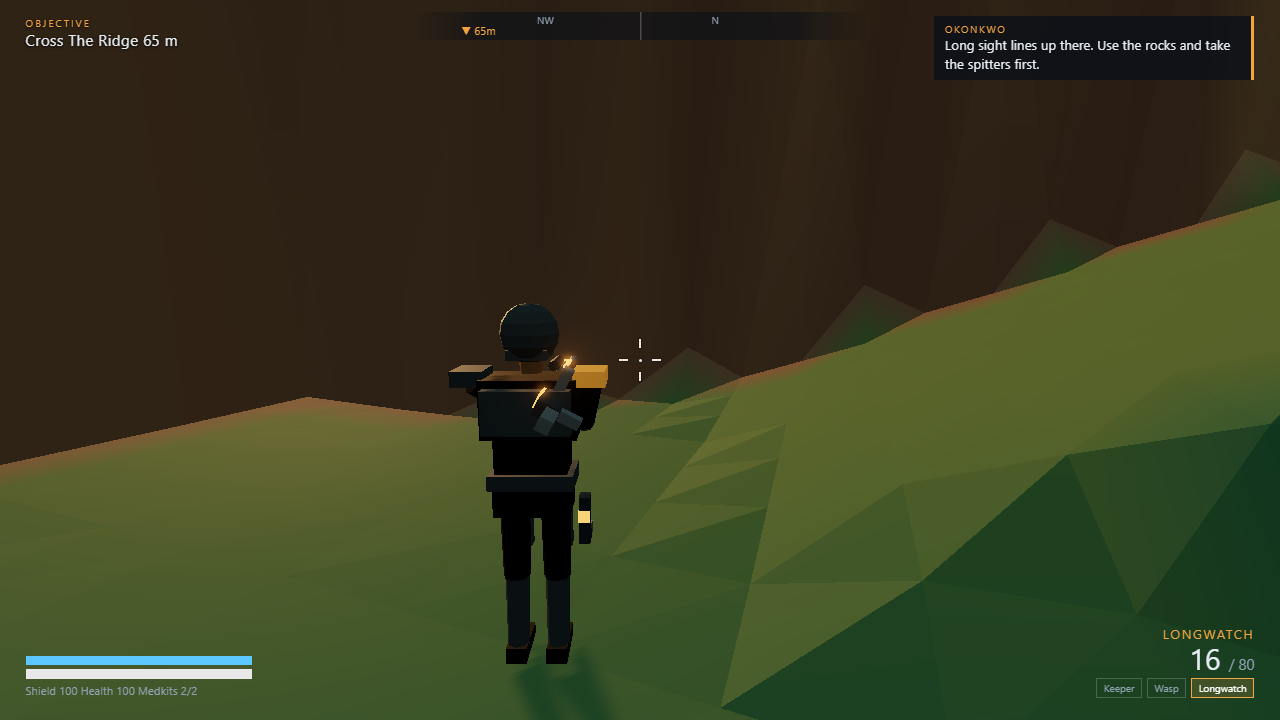 OBJECTIVE
Cross The Ridge 65 m
NW
N
▼ 65m
OKONKWO
Long sight lines up there. Use the rocks and take
the spitters first.
Shield 100 Health 100 Medkits 2/2
LONGWATCH
16 / 80
Keeper Wasp Longwatch